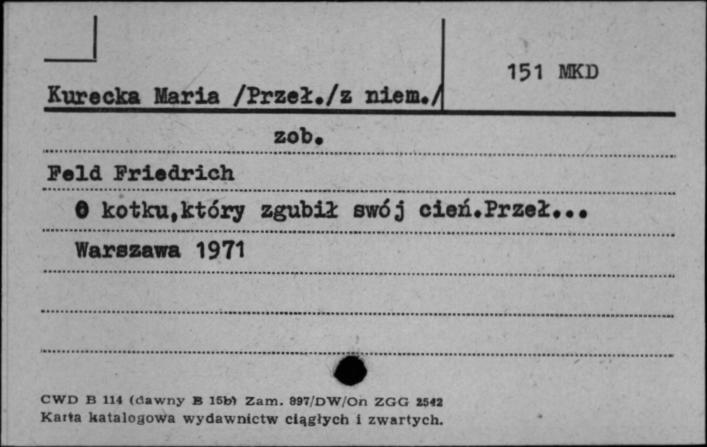 151 MKD
Kurecka Maria /Przeł./z niem./
zob.
Feld Friedrich
O kotku,który zgubił swój cień.Przeł...
Warszawa 1971
CWD B 114 (dawny B 15b) Zam. 897/DW/On ZGG 2542
Karta katalogowa wydawnictw ciągłych i zwartych.